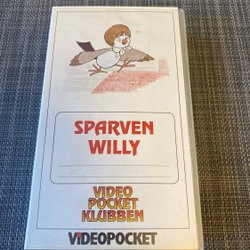 SPARVEN
WILLY
VIDEO
POCKET
KLUBBEN
VIDEOPOCKET